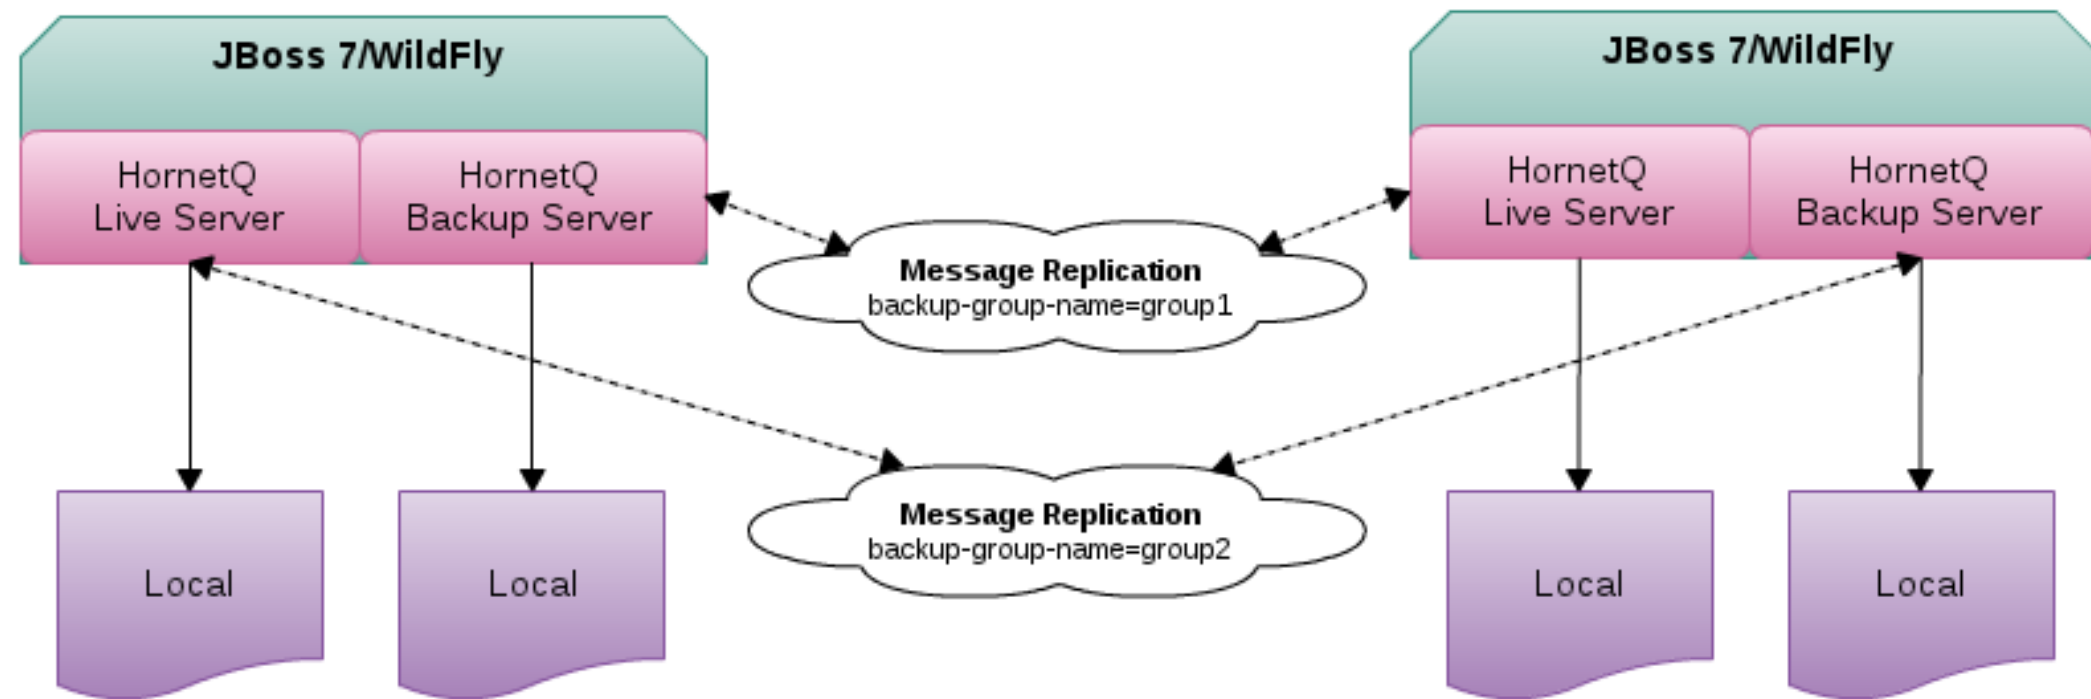 JBoss 7/WildFly
HornetQ
Live Server
HornetQ
Backup Server
JBoss 7/WildFly
HornetQ
Live Server
HornetQ
Backup Server
Message Replication
backup-group-name=group1
Message Replication
backup-group-name=group2
Local
Local
Local
Local